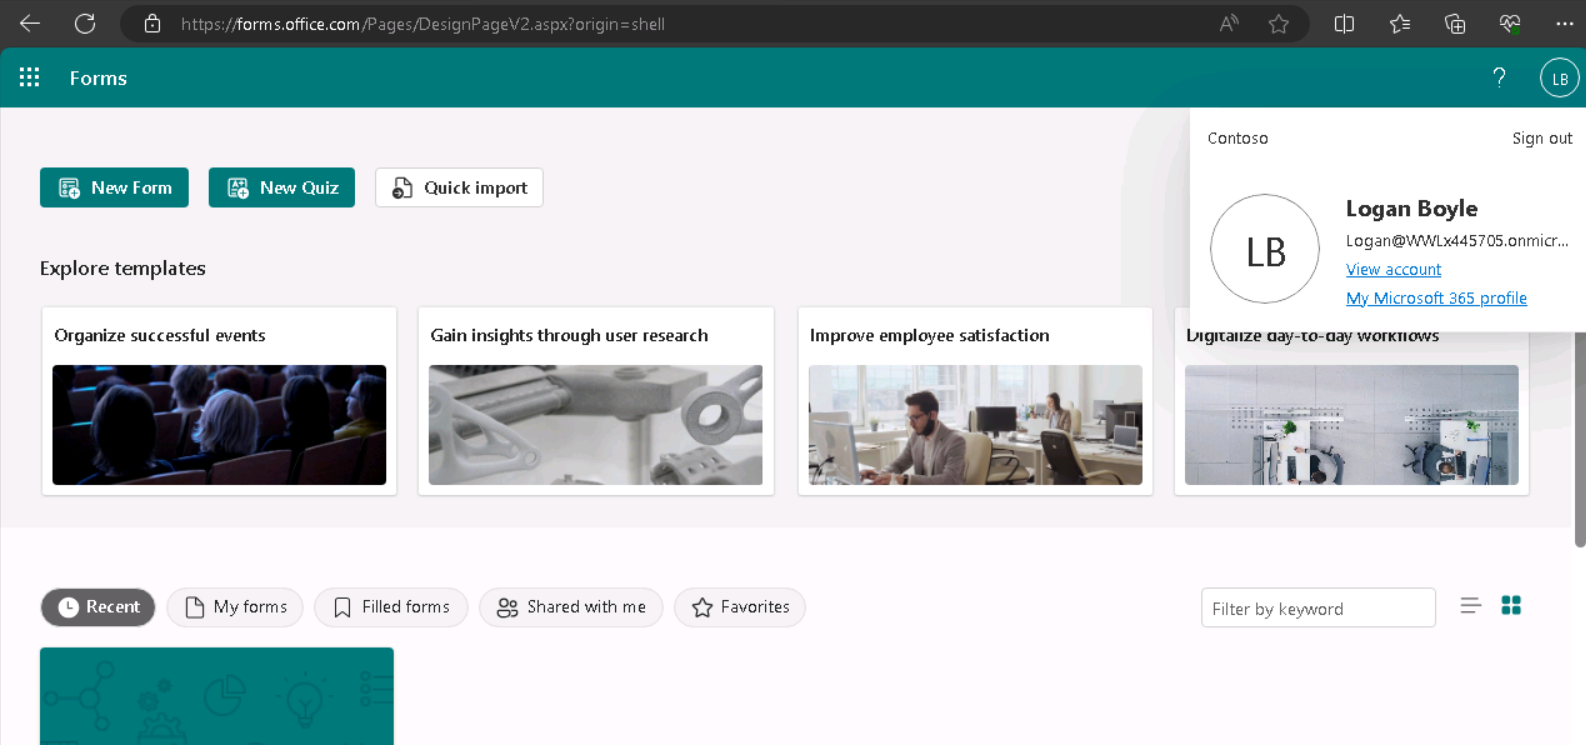 https://forms.office.com/Pages/DesignPageV2.aspx?origin=shell
Forms
?
LB
Contoso
Sign out
LB
Logan Boyle
Logan@WWLx445705.onmicr...
View account
My Microsoft 365 profile
New Form
New Quiz
Quick import
Explore templates
Organize successful events
Gain insights through user research
Improve employee satisfaction
Digitalize day-to-day workflows
Recent
My forms
Filled forms
Shared with me
Favorites
Filter by keyword